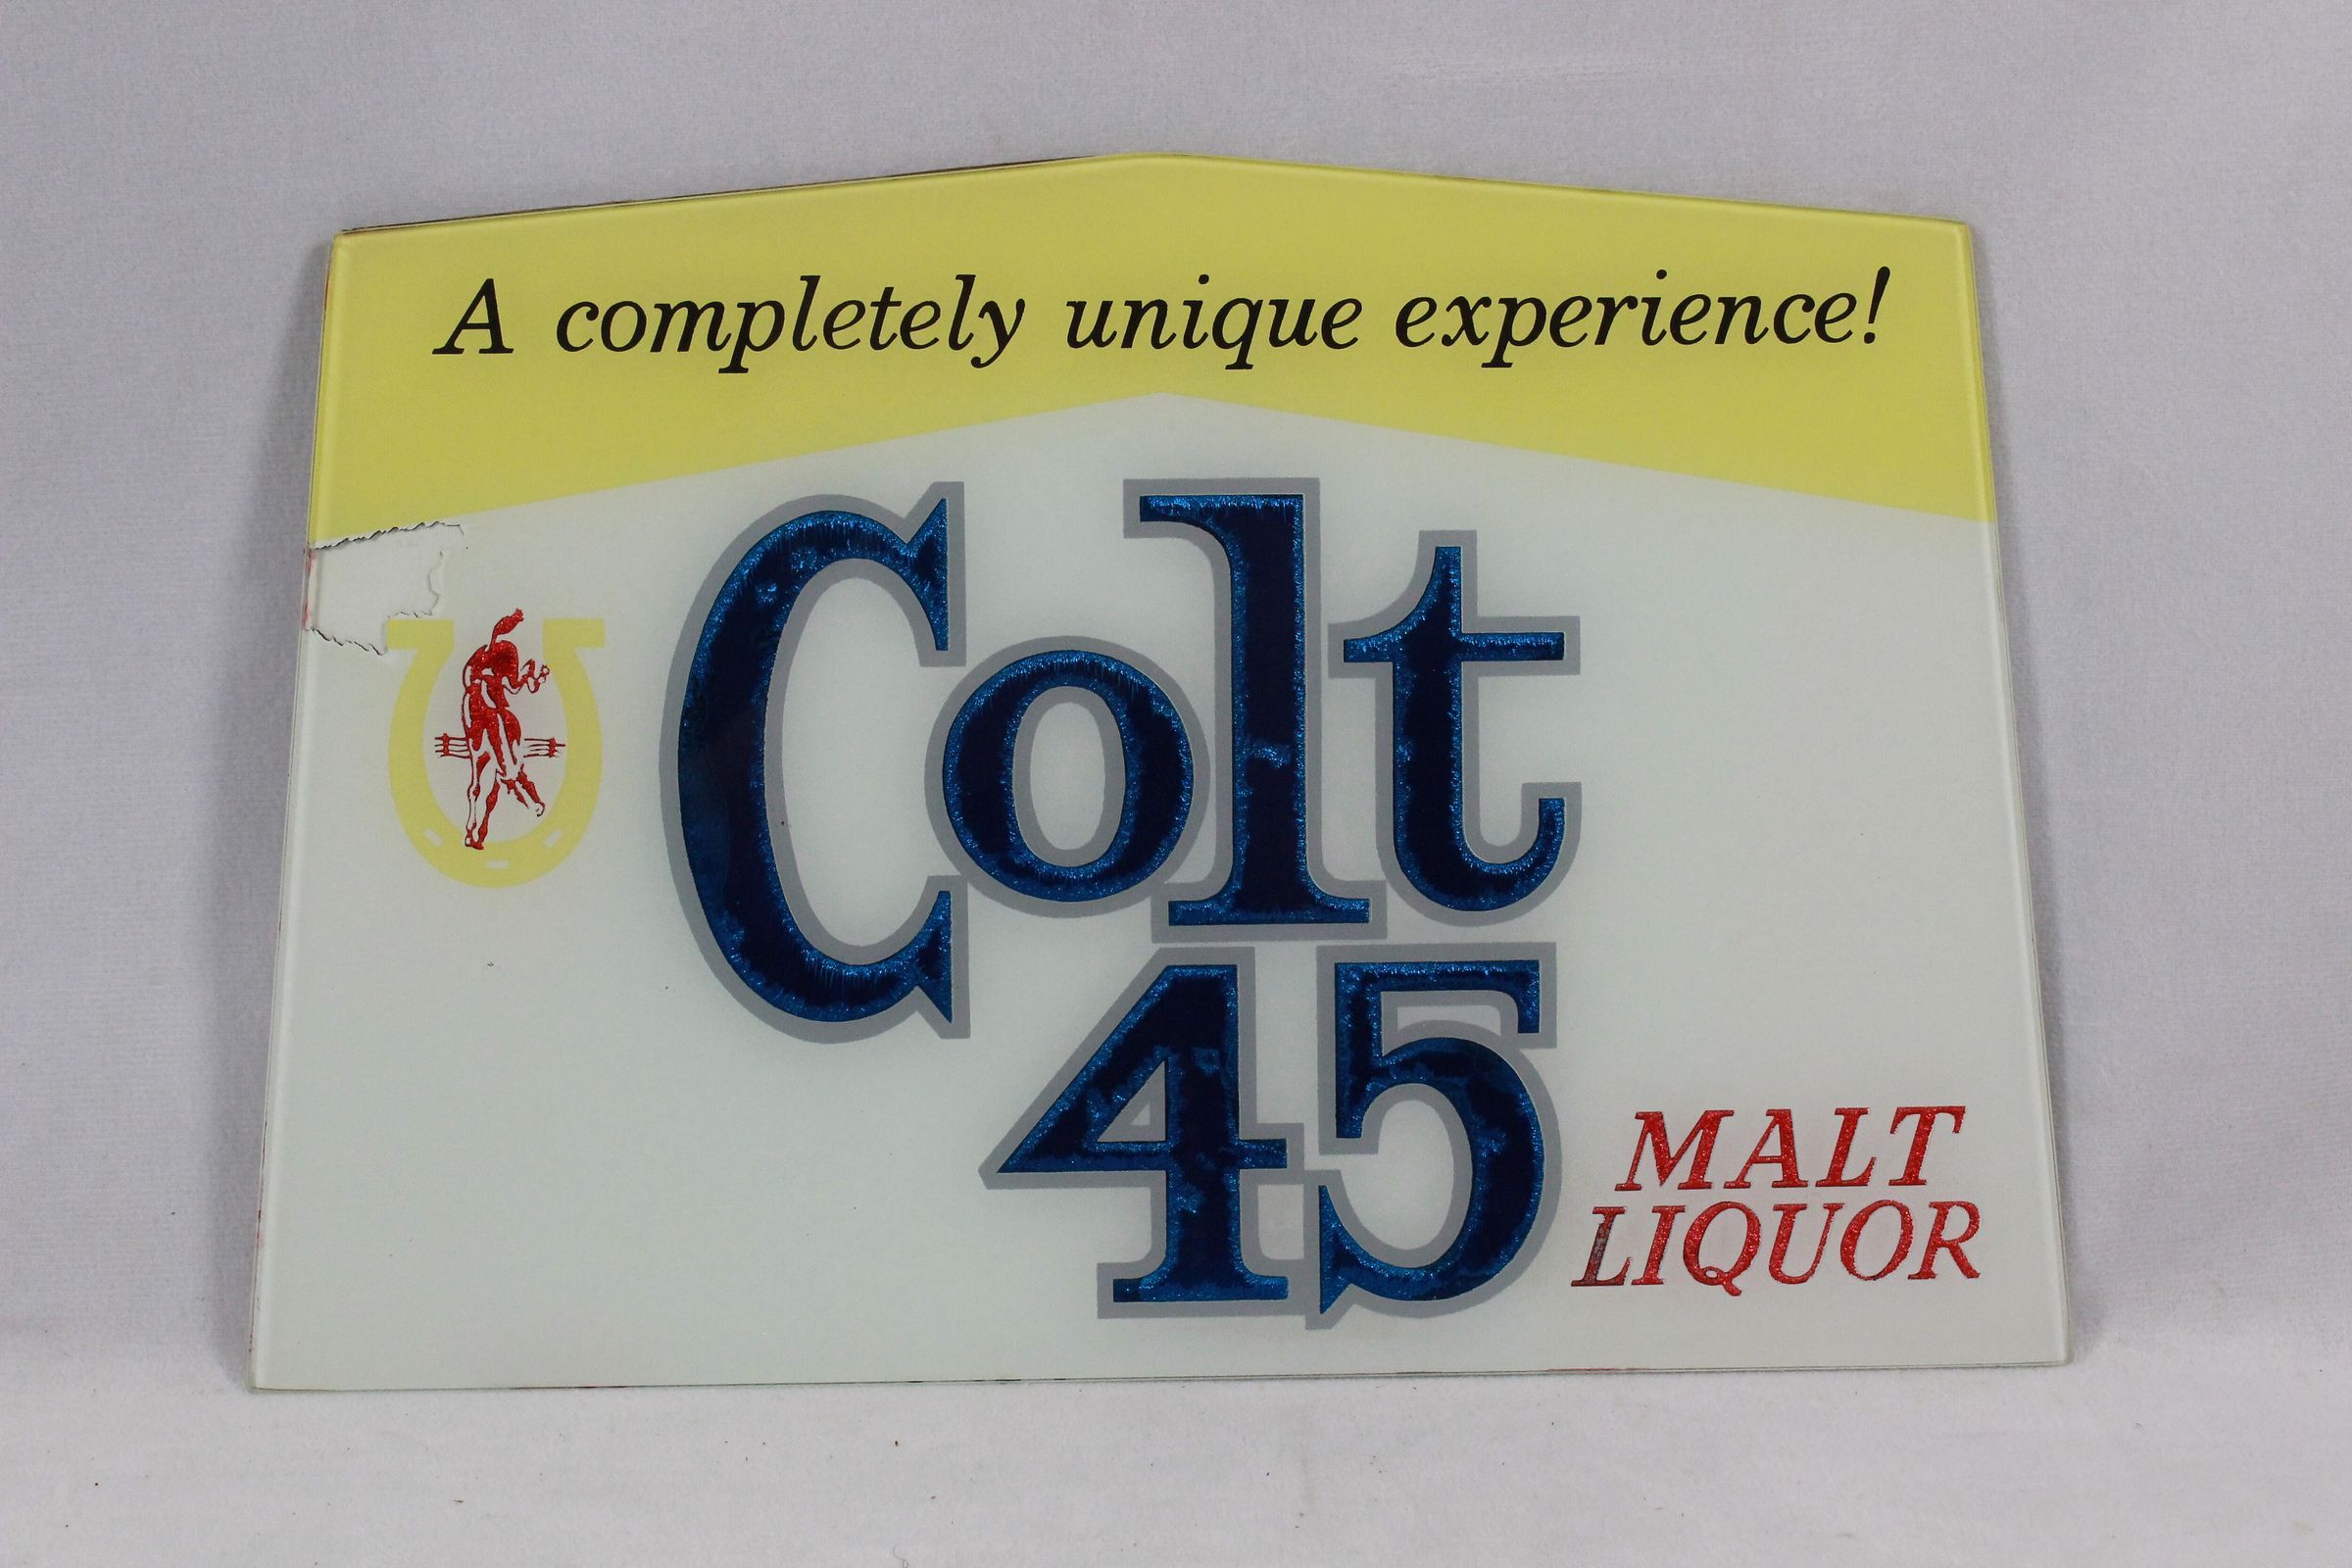 A completely unique experience!
Colt
45
MALT
LIQUOR